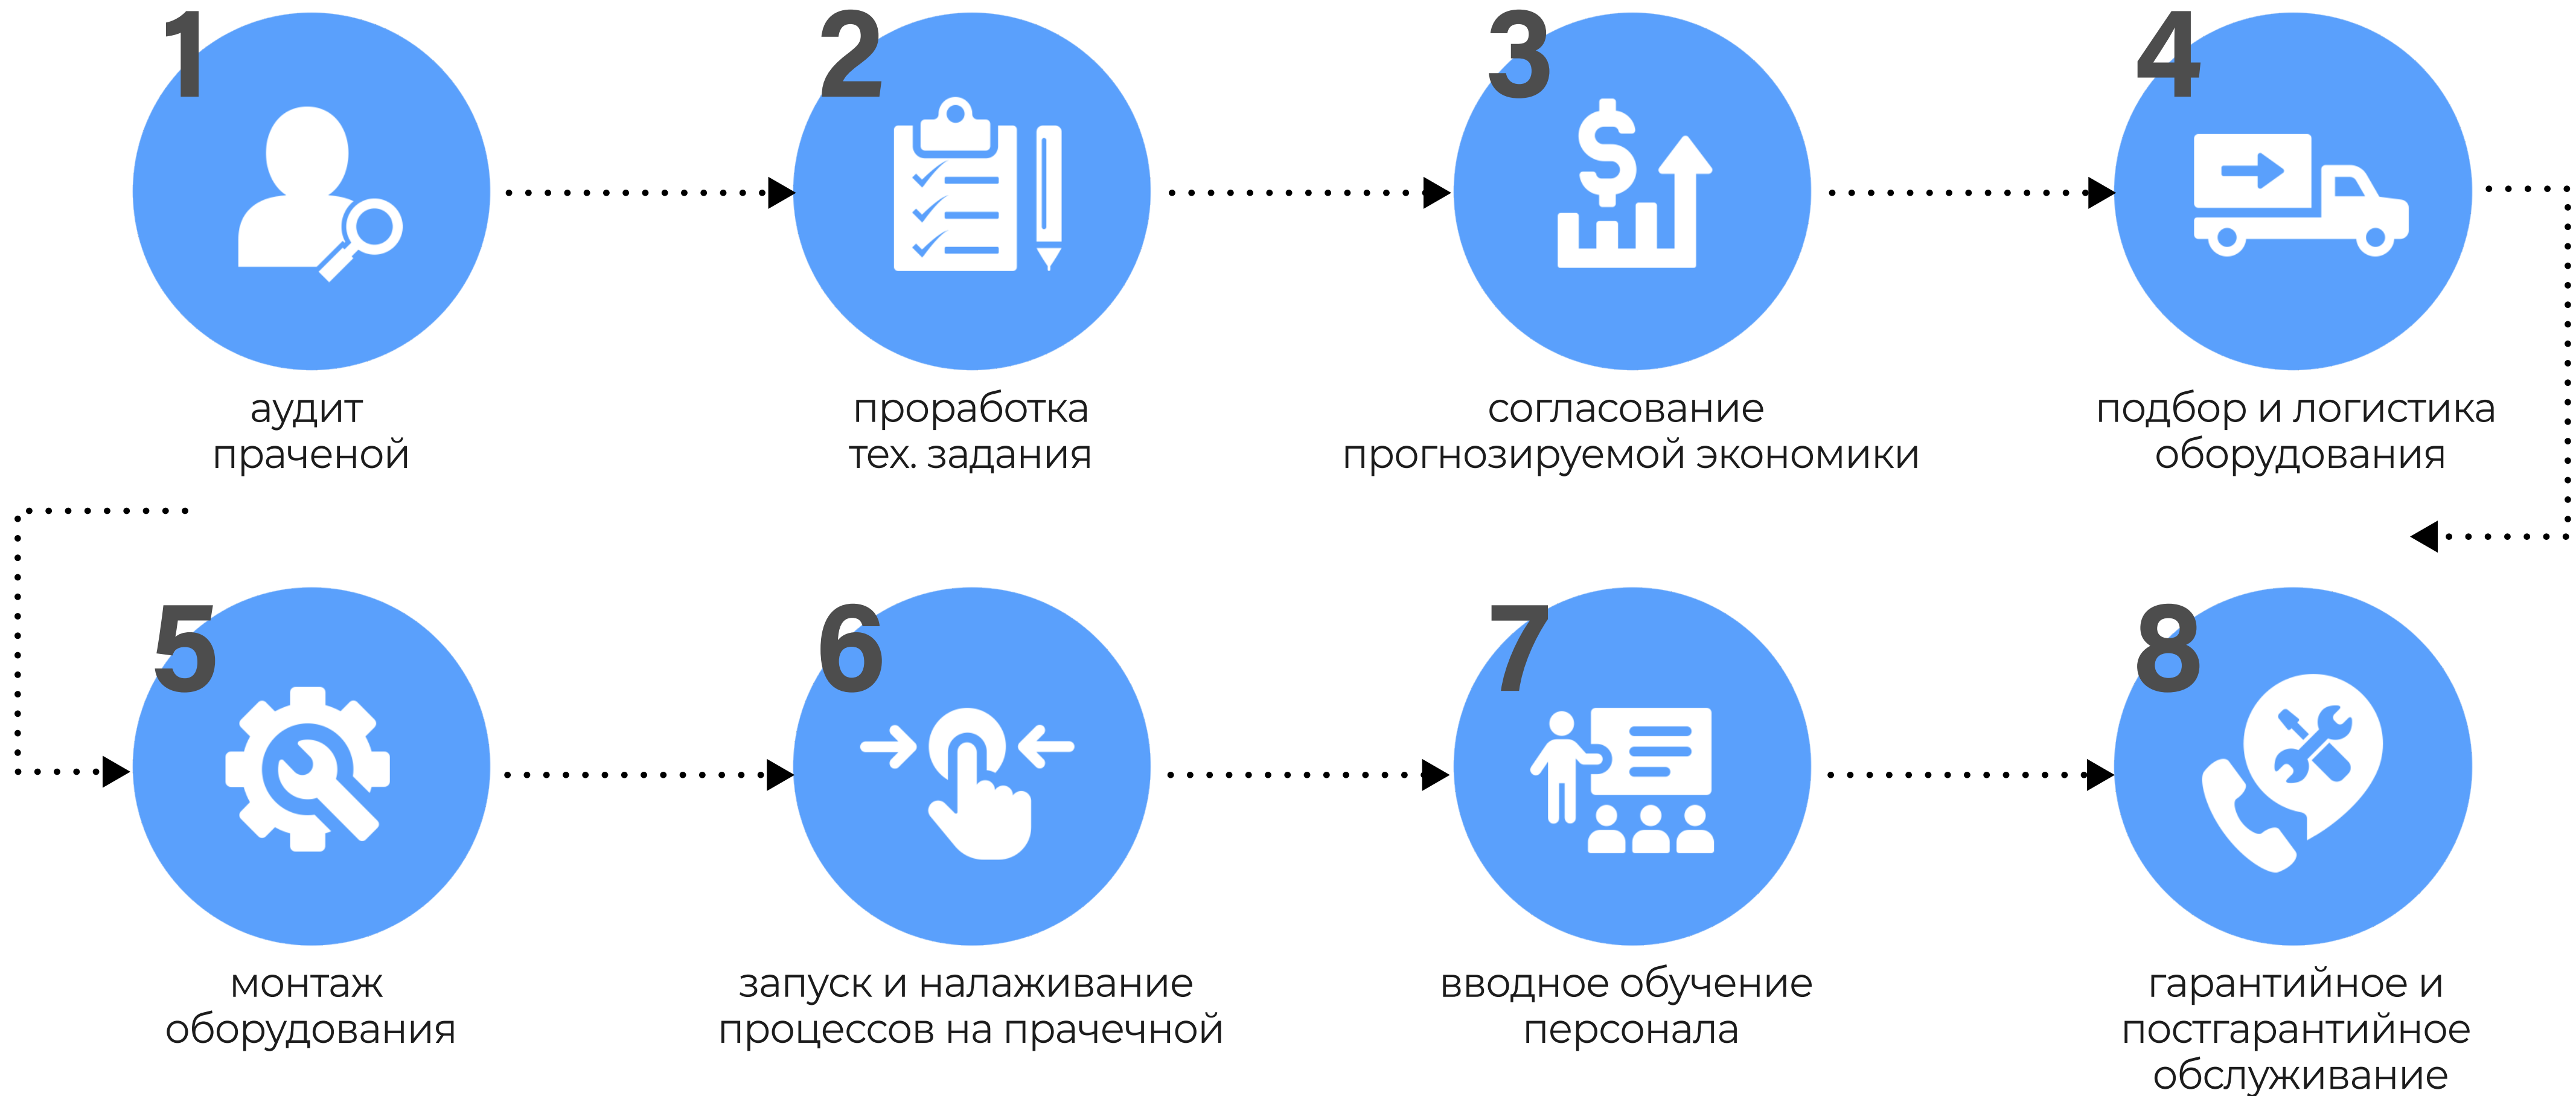 1
аудит
праченой
2
проработка
тех. задания
3
согласование
прогнозируемой экономики
4
подбор и логистика
оборудования
5
монтаж
оборудования
6
запуск и налаживание
процессов на прачечной
7
вводное обучение
персонала
8
гарантийное и
постгарантийное
обслуживание